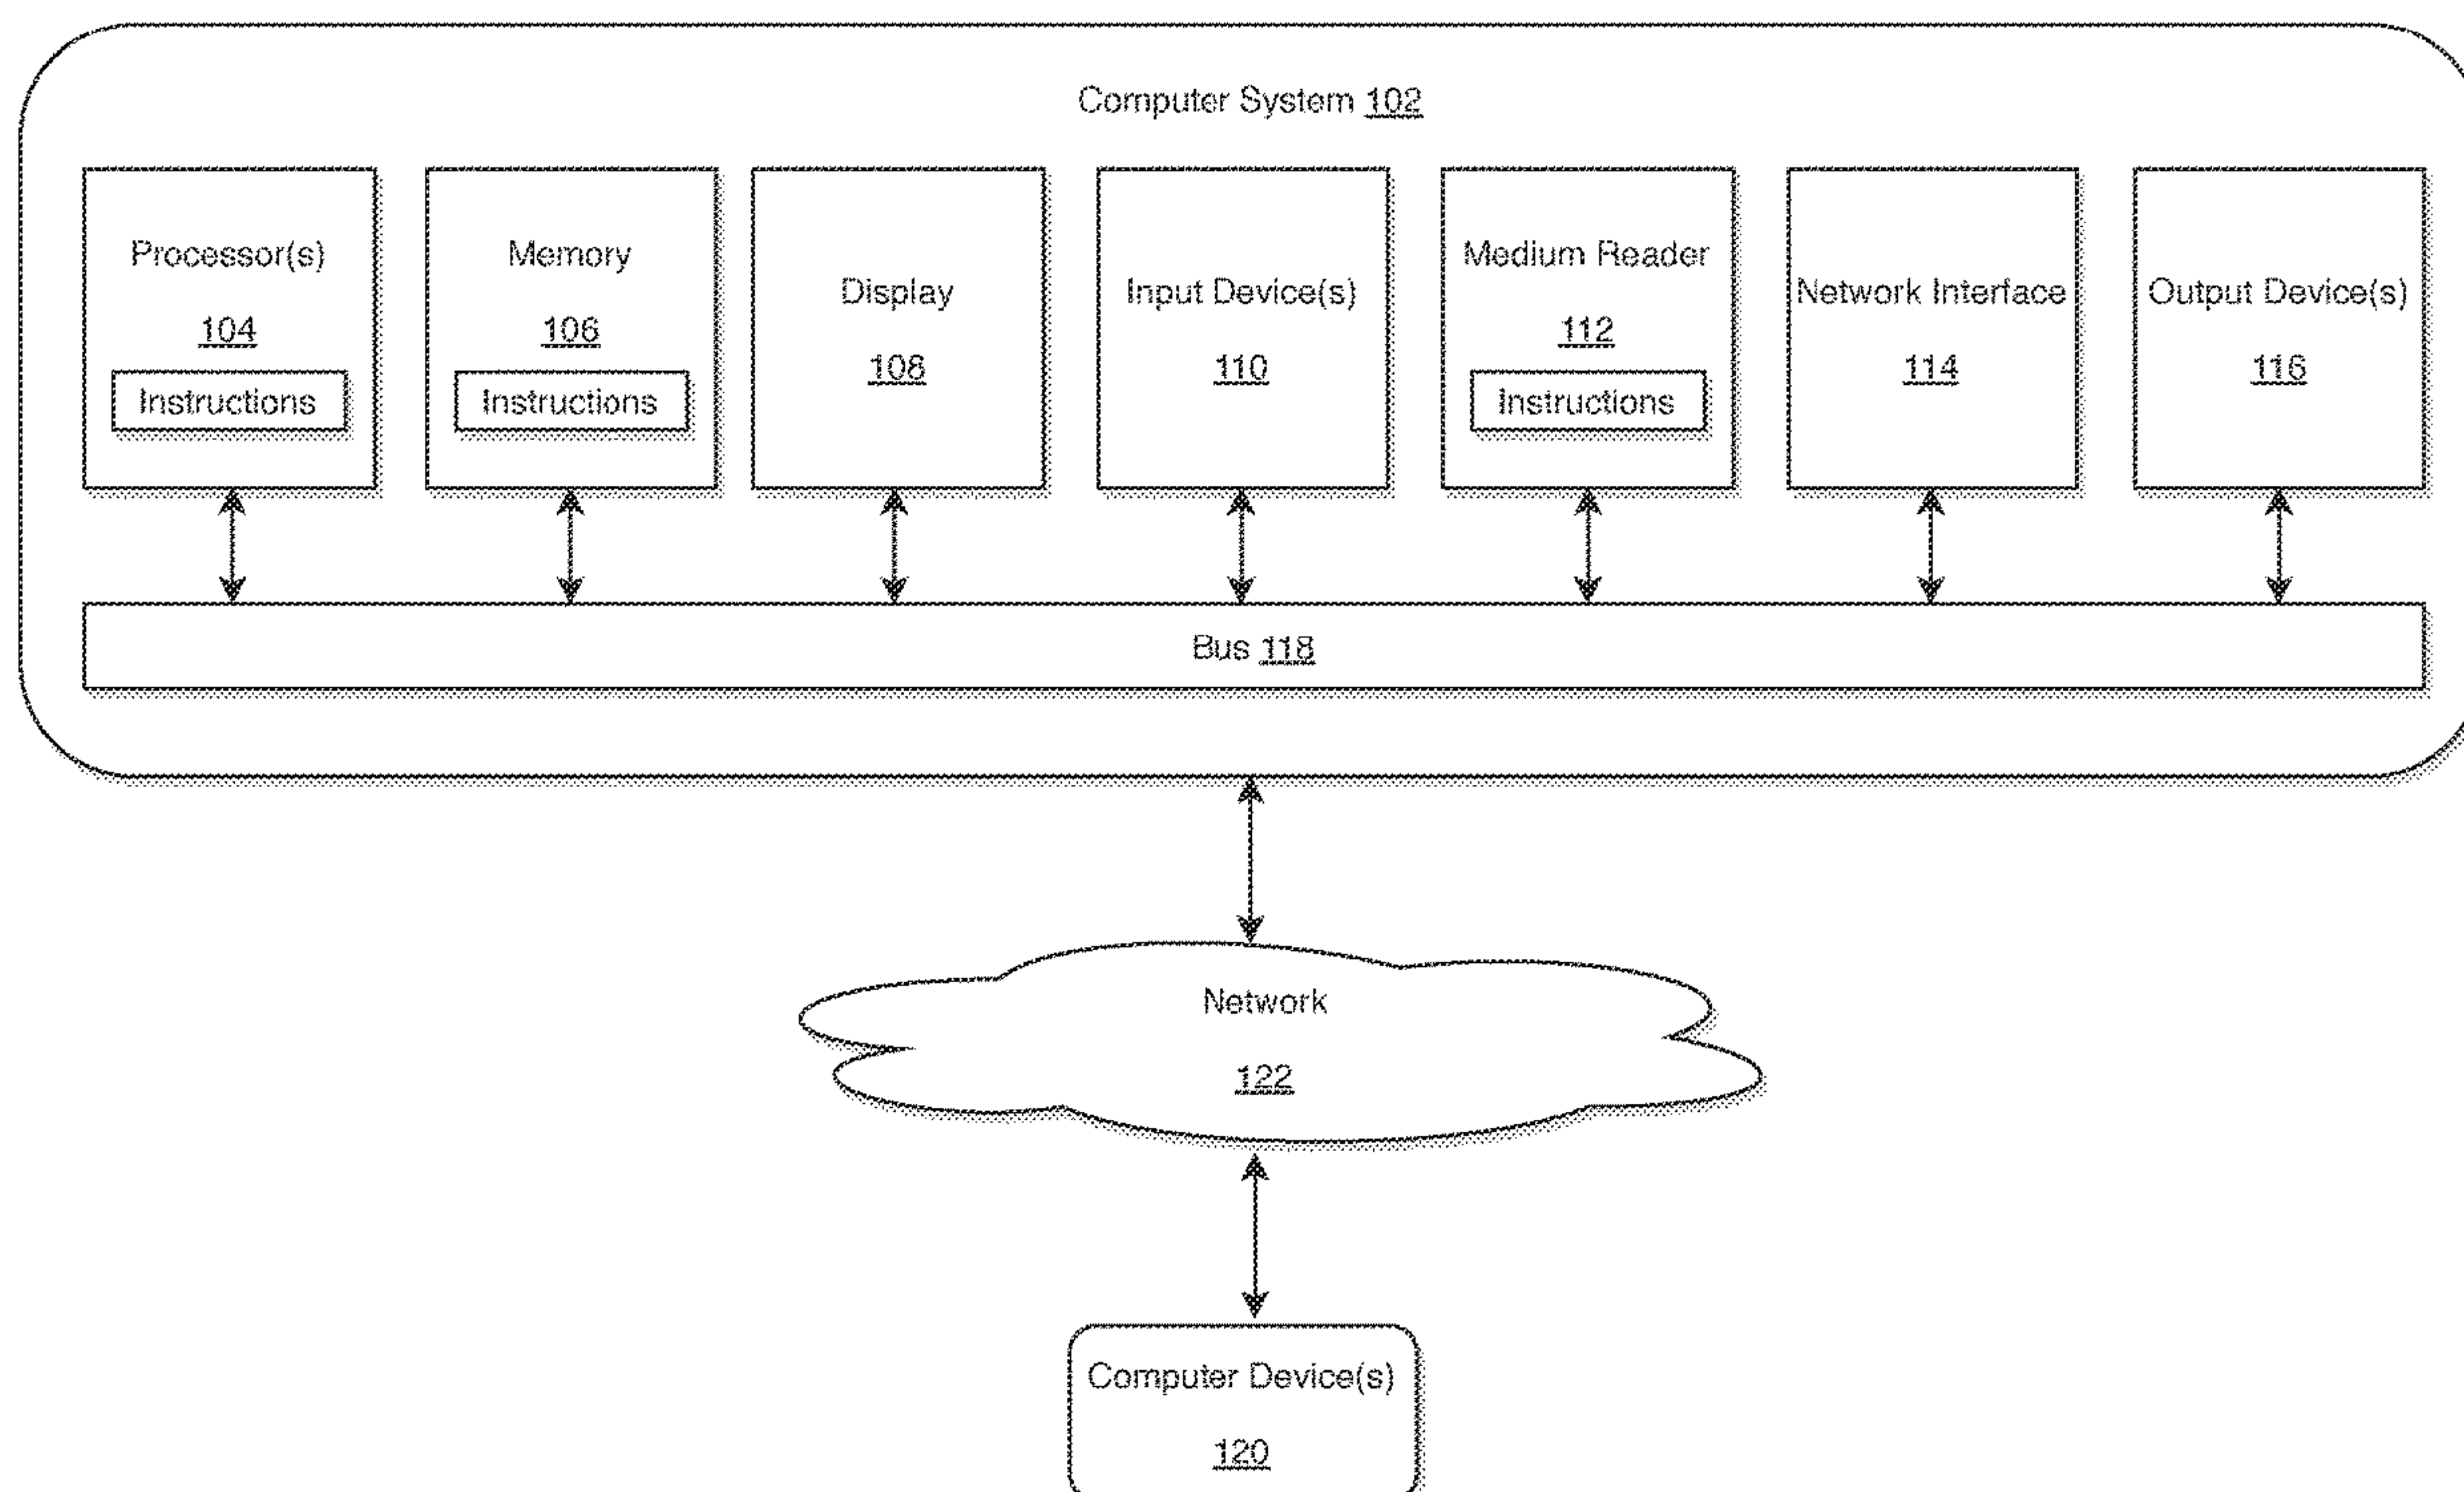 Computer System 102
Processor(s)
104
Instructions
Memory
106
Instructions
Display
108
Input Device(s)
110
Medium Reader
112
Instructions
Network Interface
114
Output Device(s)
116
Bus 118
Network
122
Computer Device(s)
120